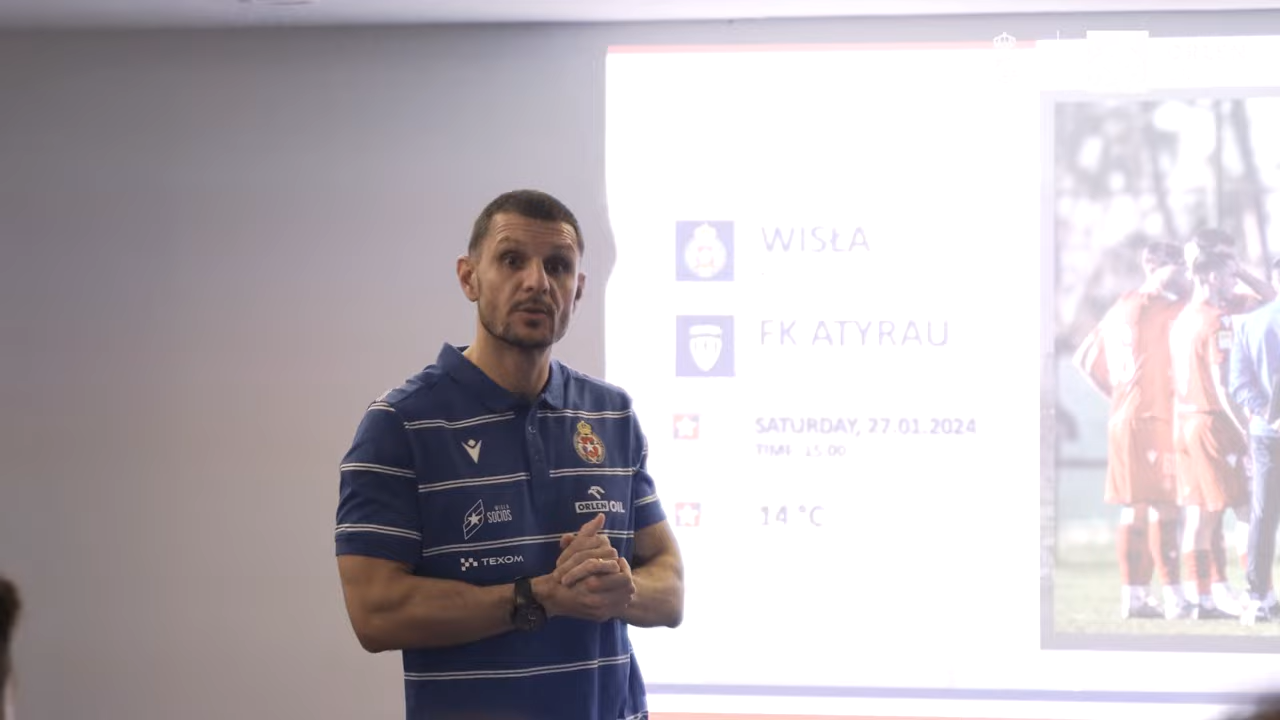 WISŁA
FK ATYRAU
SATURDAY, 27.01.2024
TIME 15:00
14 °C
WISŁA
SOCIOS
ORLEN OIL
TEXOM